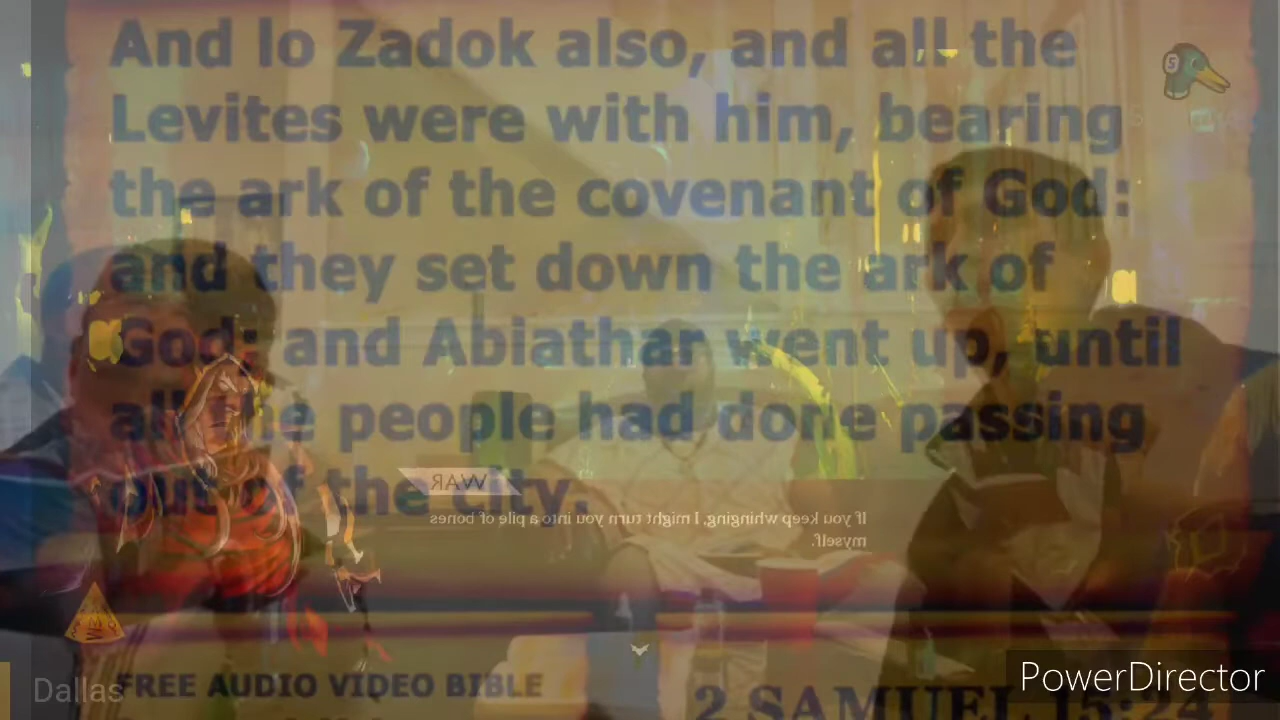 And lo Zadok also, and all the
Levites were with him, bearing
the ark of the covenant of God:
and they set down the ark of
God; and Abiathar went up, until
all the people had done passing
out of the city.
WAR
If you keep whinging, I might turn you into a pile of bones
myself.
Dallas
FREE AUDIO VIDEO BIBLE
2 SAMUEL 15:24
PowerDirector